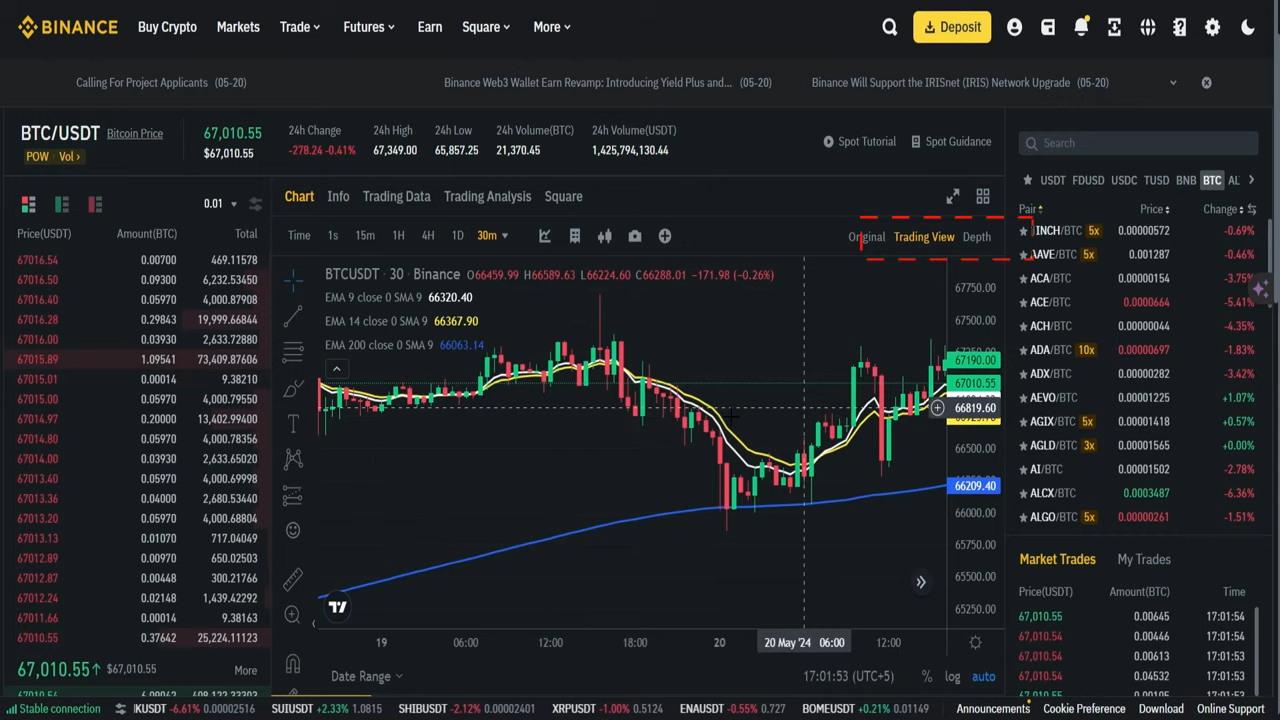 BINANCE Buy Crypto Markets Trade Futures Earn Square More Deposit
Calling For Project Applicants (05-20) Binance Web3 Wallet Earn Revamp: Introducing Yield Plus and... (05-20) Binance Will Support the IRISnet (IRIS) Network Upgrade (05-20)
BTC/USDT Bitcoin Price
POW Vol
67,010.55
$67,010.55
24h Change
-278.24 -0.41%
24h High
67,349.00
24h Low
65,857.25
24h Volume(BTC)
21,370.45
24h Volume(USDT)
1,425,794,130.44
Spot Tutorial Spot Guidance
0.01
Price(USDT) Amount(BTC) Total
67016.54 0.00700 469.11578
67016.50 0.09300 6,232.53450
67016.40 0.05970 4,000.87908
67016.28 0.29843 19,999.66844
67016.00 0.03930 2,633.72880
67015.89 1.09541 73,409.87606
67015.01 0.00014 9.38210
67015.00 0.05970 4,000.79550
67014.97 0.20000 13,402.99400
67014.80 0.05970 4,000.78356
67014.00 0.03930 2,633.65020
67013.40 0.05970 4,000.69998
67013.36 0.04000 2,680.53440
67013.20 0.05970 4,000.68804
67013.13 0.01070 717.04049
67012.89 0.00970 650.02503
67012.87 0.00448 300.21766
67012.24 0.02148 1,439.42292
67011.66 0.00014 9.38163
67010.55 0.37642 25,224.11123
67,010.55 $67,010.55 More
Chart Info Trading Data Trading Analysis Square
Time 1s 15m 1H 4H 1D 30m
Original Trading View Depth
BTCUSDT · 30 · Binance O66459.99 H66589.63 L66224.60 C66288.01 -171.98 (-0.26%)
EMA 9 close 0 SMA 9 66320.40
EMA 14 close 0 SMA 9 66367.90
EMA 200 close 0 SMA 9 66063.14
67750.00
67500.00
67190.00
67010.55
66819.60
66500.00
66209.40
66000.00
65750.00
65500.00
65250.00
19 06:00 12:00 18:00 20 20 May '24 06:00 12:00
Date Range 17:01:53 (UTC+5) % log auto
Search
USDT FDUSD USDC TUSD BNB BTC AL
Pair Price Change
1INCH/BTC 5x 0.00000572 -0.69%
AAVE/BTC 5x 0.001287 -0.46%
ACA/BTC 0.00000154 -3.75%
ACE/BTC 0.0000664 -5.41%
ACH/BTC 0.00000044 -4.35%
ADA/BTC 10x 0.00000697 -1.83%
ADX/BTC 0.00000282 -3.42%
AEVO/BTC 0.00001225 +1.07%
AGIX/BTC 5x 0.00001418 +0.57%
AGLD/BTC 3x 0.00001565 +0.00%
AI/BTC 0.00001502 -2.78%
ALCX/BTC 0.0003487 -6.36%
ALGO/BTC 5x 0.00000261 -1.51%
Market Trades My Trades
Price(USDT) Amount(BTC) Time
67,010.55 0.00645 17:01:54
67,010.54 0.00446 17:01:54
67,010.54 0.00613 17:01:53
67,010.54 0.04532 17:01:53
Stable connection KUSDT -6.61% 0.00002516 SUIUSDT +2.33% 1.0815 SHIBUSDT -2.12% 0.00002401 XRPUSDT -1.00% 0.5124 ENAUSDT -0.55% 0.727 BOMEUSDT +0.21% 0.01149 Announcements Cookie Preference Download Online Support